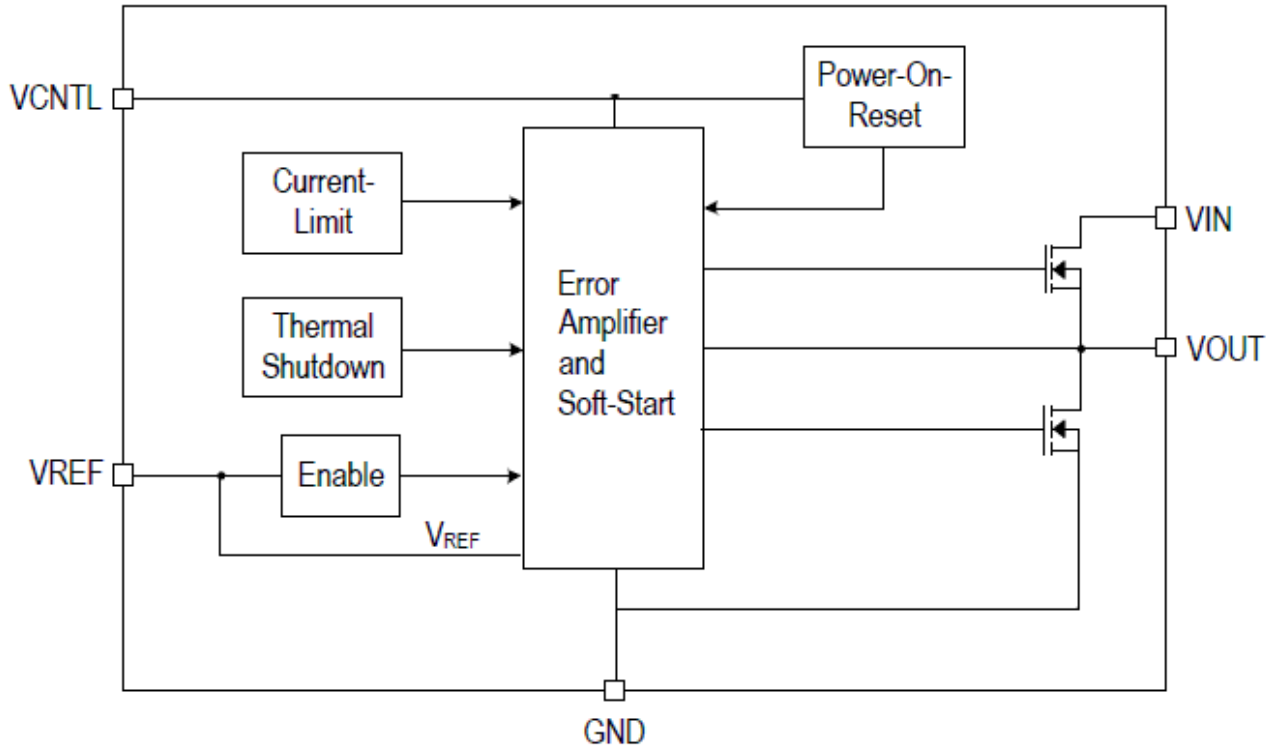 Power-On-
Reset
VCNTL
Current-
Limit
VIN
Error
Amplifier
and
Soft-Start
Thermal
Shutdown
VOUT
VREF
Enable
VREF
GND